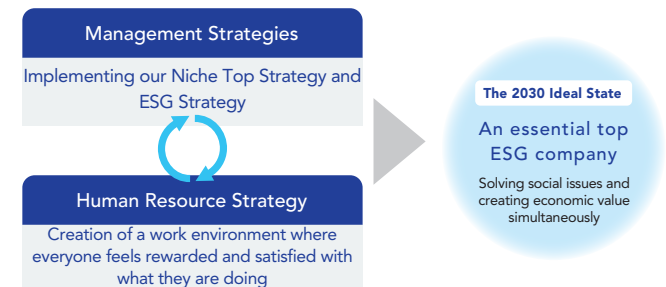 Management Strategies
Implementing our Niche Top Strategy and
ESG Strategy
Human Resource Strategy
Creation of a work environment where
everyone feels rewarded and satisfied with
what they are doing
The 2030 Ideal State
An essential top
ESG company
Solving social issues and
creating economic value
simultaneously